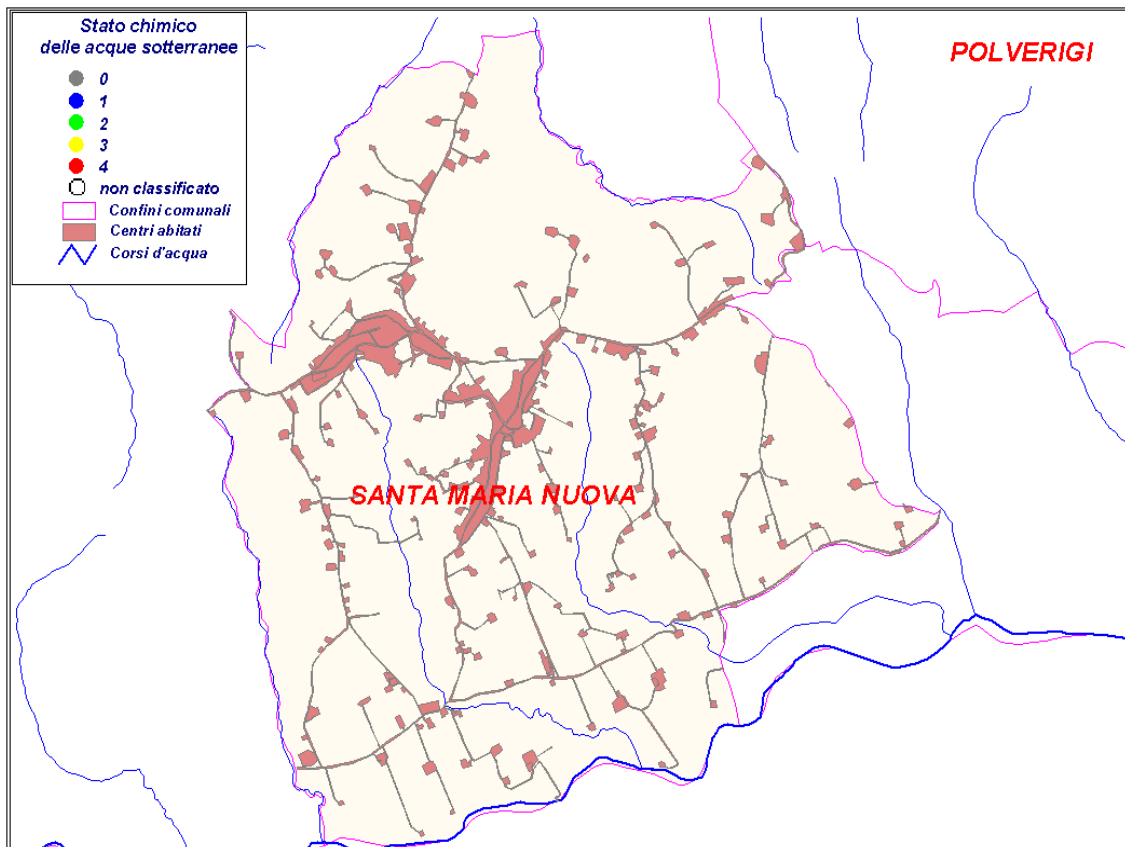 Stato chimico
delle acque sotterranee
0
1
2
3
4
non classificato
Confini comunali
Centri abitati
Corsi d'acqua
POLVERIGI
SANTA MARIA NUOVA